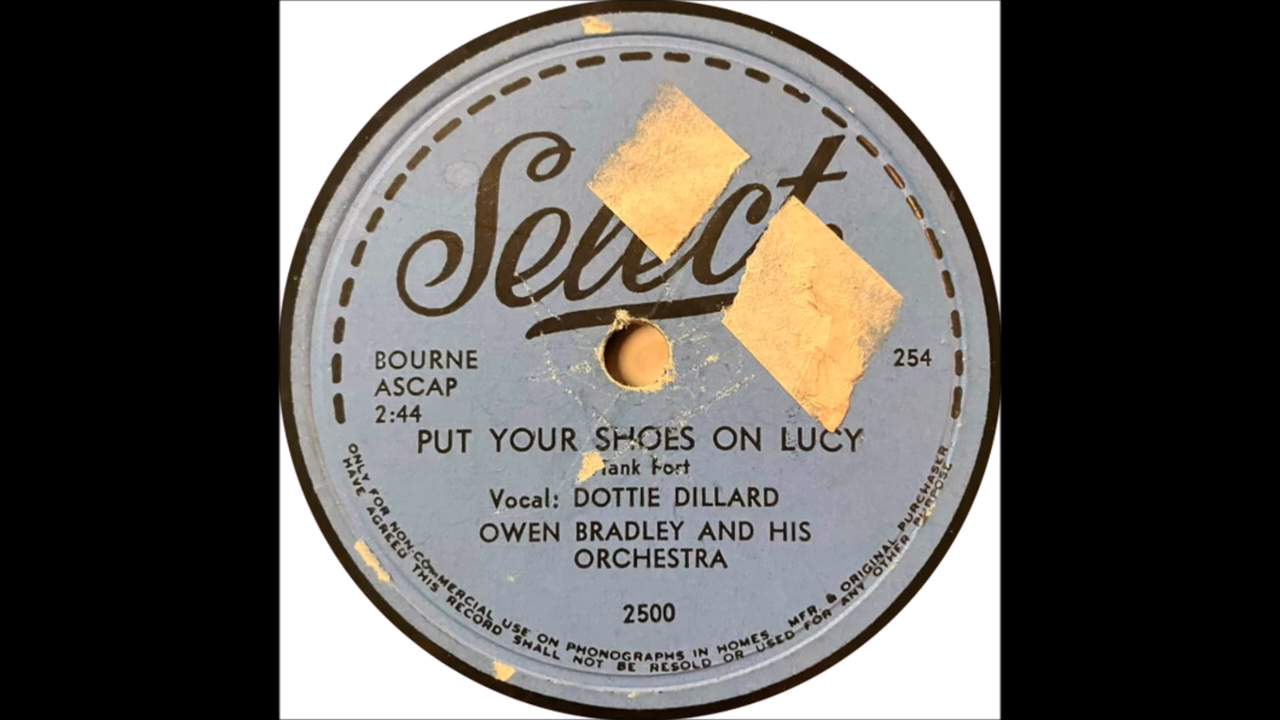 Select
BOURNE
ASCAP
2:44
254
PUT YOUR SHOES ON LUCY
Tank Fort
Vocal: DOTTIE DILLARD
OWEN BRADLEY AND HIS
ORCHESTRA
2500
ONLY FOR NON-COMMERCIAL USE ON PHONOGRAPHS IN HOMES. MFR. & ORIGINAL PURCHASER
HAVE AGREED THIS RECORD SHALL NOT BE RESOLD OR USED FOR ANY OTHER PURPOSE